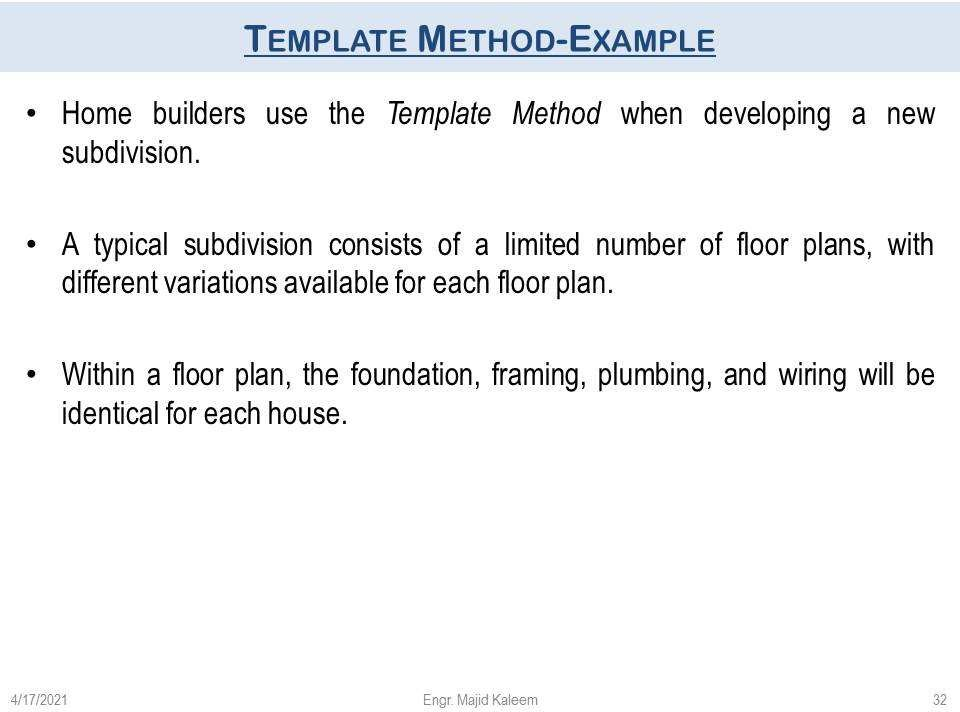 TEMPLATE METHOD-EXAMPLE
• Home builders use the Template Method when developing a new
subdivision.
• A typical subdivision consists of a limited number of floor plans, with
different variations available for each floor plan.
• Within a floor plan, the foundation, framing, plumbing, and wiring will be
identical for each house.
4/17/2021
Engr. Majid Kaleem
32